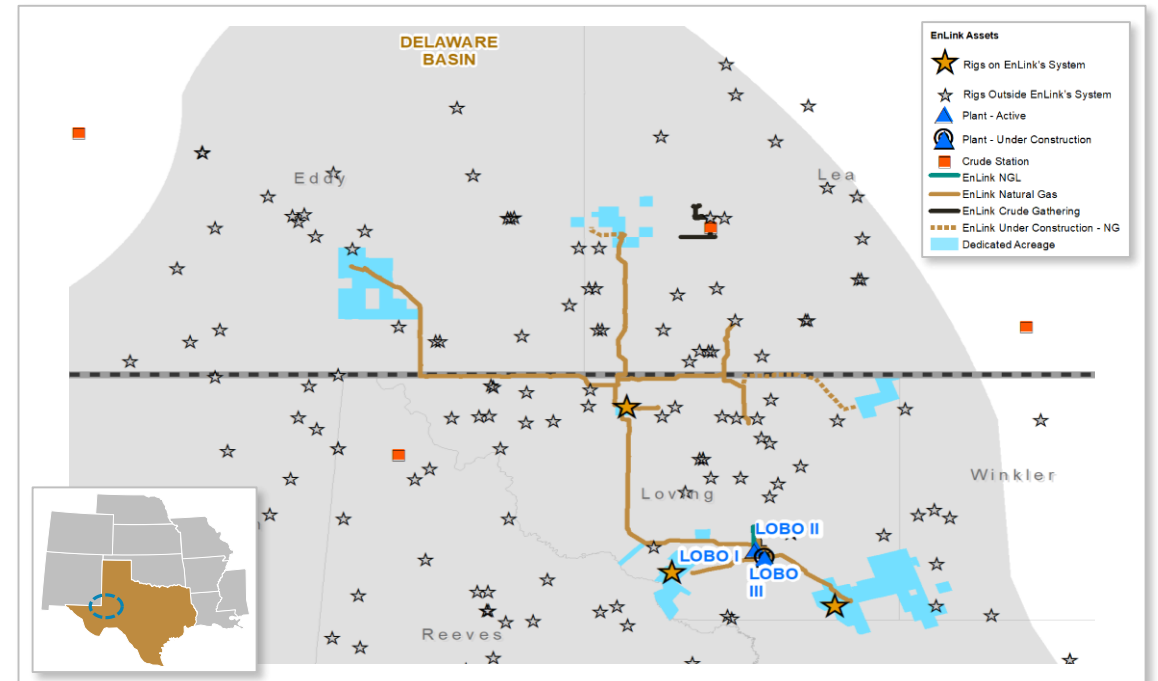 DELAWARE
BASIN
EnLink Assets
Rigs on EnLink's System
Rigs Outside EnLink's System
Plant - Active
Plant - Under Construction
Crude Station
EnLink NGL
EnLink Natural Gas
EnLink Crude Gathering
EnLink Under Construction - NG
Dedicated Acreage
Eddy
Lea
Winkler
Loving
LOBO II
LOBO I
LOBO
III
Reeves